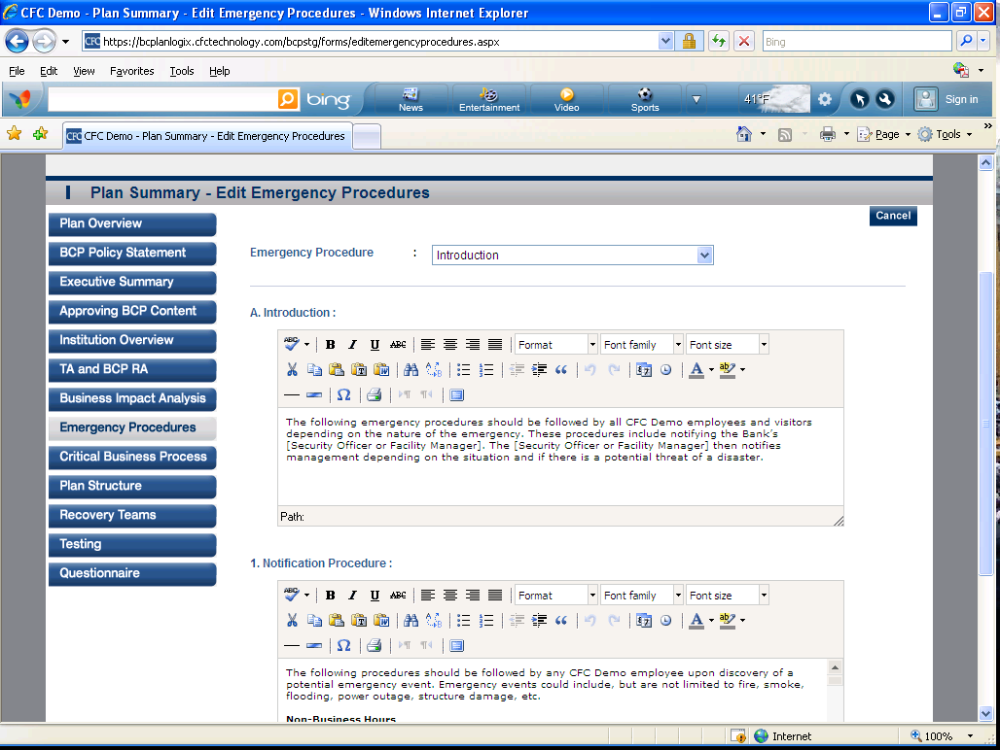 CFC Demo - Plan Summary - Edit Emergency Procedures - Windows Internet Explorer
CFC https://bcplanlogix.cfctechnology.com/bcpstg/forms/editemergencyprocedures.aspx
Bing
File Edit View Favorites Tools Help
bing News Entertainment Video Sports 41°F Sign in
CFC CFC Demo - Plan Summary - Edit Emergency Procedures Page Tools »
Plan Summary - Edit Emergency Procedures
Cancel
Plan Overview
BCP Policy Statement
Executive Summary
Approving BCP Content
Institution Overview
TA and BCP RA
Business Impact Analysis
Emergency Procedures
Critical Business Process
Plan Structure
Recovery Teams
Testing
Questionnaire
Emergency Procedure : Introduction
A. Introduction :
ABC B I U ABC Format Font family Font size
A ab
The following emergency procedures should be followed by all CFC Demo employees and visitors
depending on the nature of the emergency. These procedures include notifying the Bank's
[Security Officer or Facility Manager]. The [Security Officer or Facility Manager] then notifies
management depending on the situation and if there is a potential threat of a disaster.
Path:
1. Notification Procedure :
ABC B I U ABC Format Font family Font size
A ab
The following procedures should be followed by any CFC Demo employee upon discovery of a
potential emergency event. Emergency events could include, but are not limited to fire, smoke,
flooding, power outage, structure damage, etc.
Non-Business Hours
Internet 100%